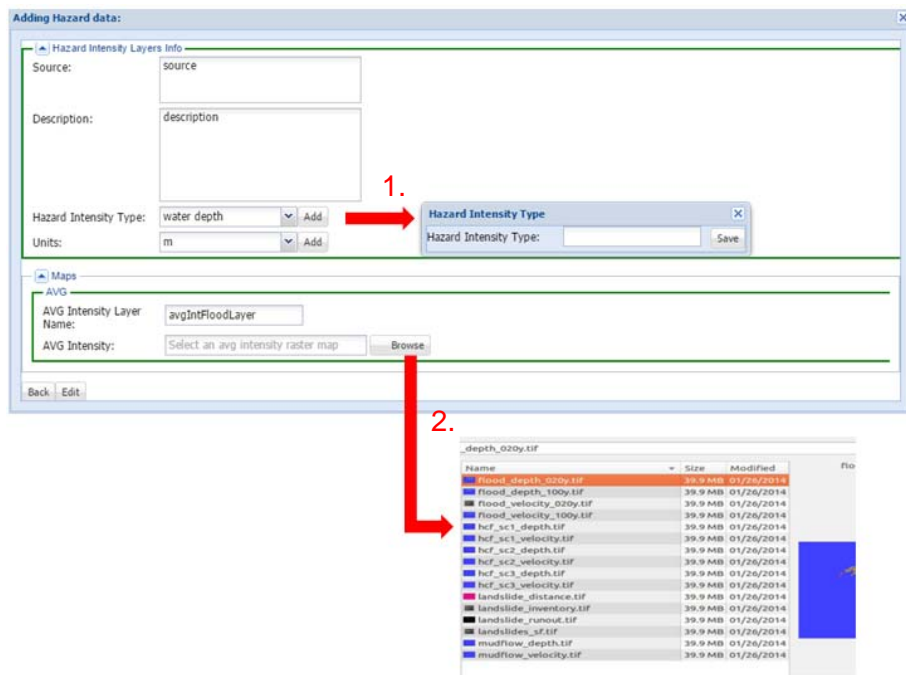 Adding Hazard data:
Hazard Intensity Layers Info
Source: source
Description: description
1.
Hazard Intensity Type: water depth Add
Units: m Add
Hazard Intensity Type
Hazard Intensity Type: Save
Maps
AVG
AVG Intensity Layer
Name: avgIntFloodLayer
AVG Intensity: Select an avg intensity raster map Browse
Back Edit
2.
_depth_020y.tif
Name Size Modified
flood_depth_020y.tif 39.9 MB 01/26/2014
flood_depth_100y.tif 39.9 MB 01/26/2014
flood_velocity_020y.tif 39.9 MB 01/26/2014
flood_velocity_100y.tif 39.9 MB 01/26/2014
hcf_sc1_depth.tif 39.9 MB 01/26/2014
hcf_sc1_velocity.tif 39.9 MB 01/26/2014
hcf_sc2_depth.tif 39.9 MB 01/26/2014
hcf_sc2_velocity.tif 39.9 MB 01/26/2014
hcf_sc3_depth.tif 39.9 MB 01/26/2014
hcf_sc3_velocity.tif 39.9 MB 01/26/2014
landslide_distance.tif 39.9 MB 01/26/2014
landslide_inventory.tif 39.9 MB 01/26/2014
landslide_runout.tif 39.9 MB 01/26/2014
landslides_sf.tif 39.9 MB 01/26/2014
mudflow_depth.tif 39.9 MB 01/26/2014
mudflow_velocity.tif 39.9 MB 01/26/2014